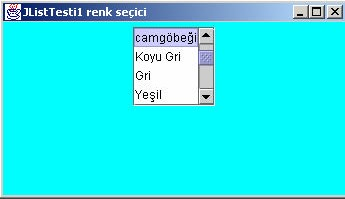 JListTesti1 renk seçici
camgöbeği
Koyu Gri
Gri
Yeşil